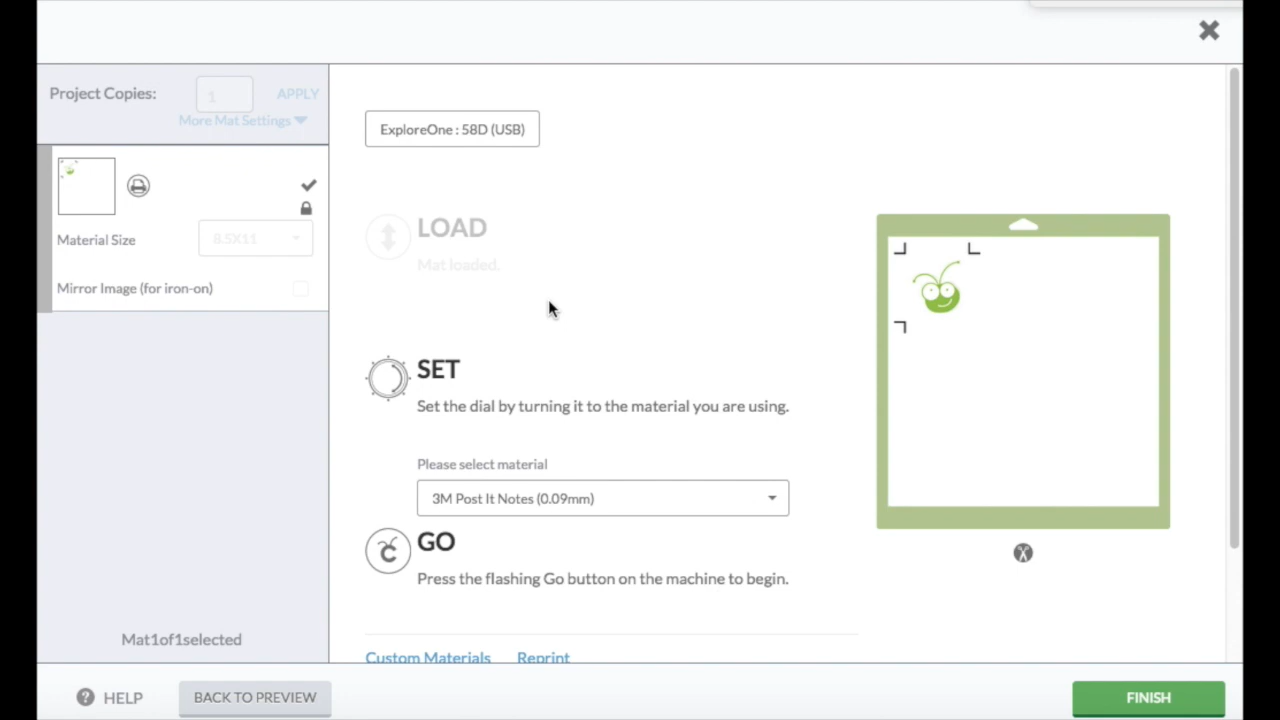 Project Copies: 1 APPLY
More Mat Settings
ExploreOne : 58D (USB)
Material Size 8.5X11
Mirror Image (for iron-on)
LOAD
Mat loaded.
SET
Set the dial by turning it to the material you are using.
Please select material
3M Post It Notes (0.09mm)
GO
Press the flashing Go button on the machine to begin.
Mat1of1selected
Custom Materials Reprint
? HELP BACK TO PREVIEW FINISH